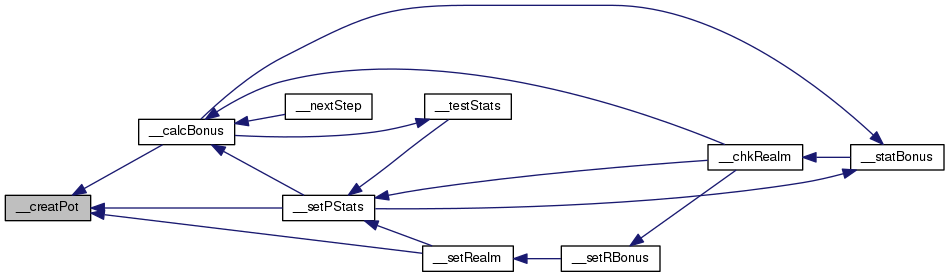 __nextStep
__testStats
__calcBonus
__chkRealm
__statBonus
__creatPot
__setPStats
__setRealm
__setRBonus